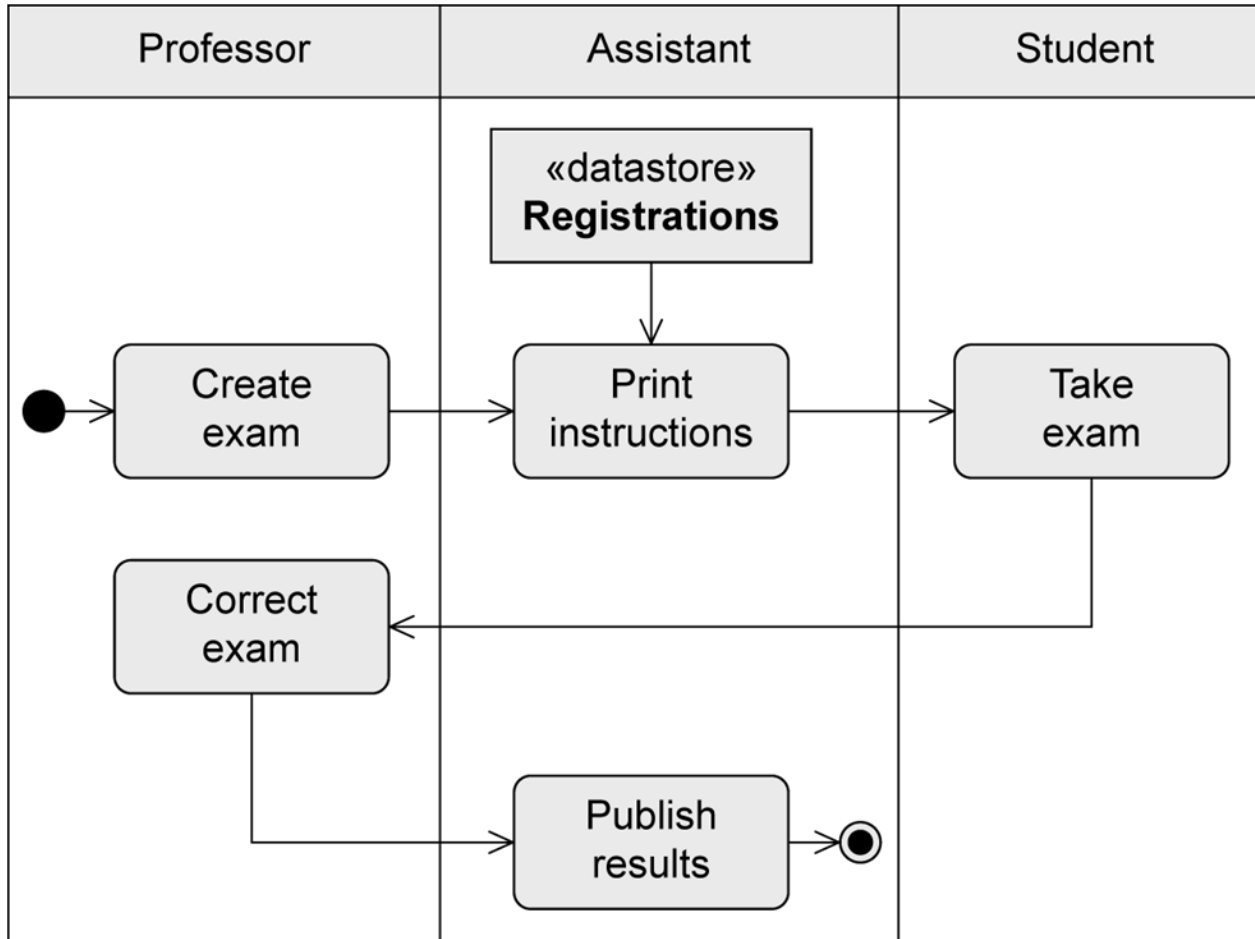 Professor
Assistant
Student
«datastore»
Registrations
Create
exam
Print
instructions
Take
exam
Correct
exam
Publish
results